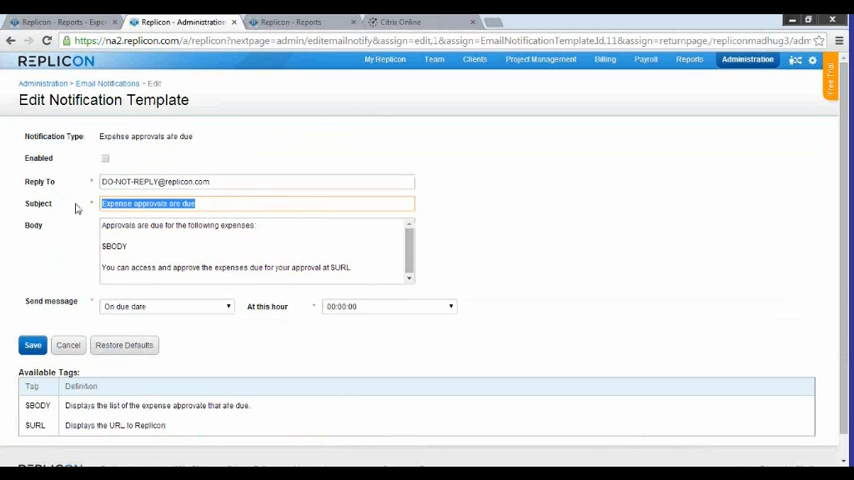 Replicon - Reports - Expen
Replicon - Administration
Replicon - Reports
Citrix Online
https://na2.replicon.com/a/replicon?nextpage=admin/editemailnotify&assign=edit,1&assign=EmailNotificationTemplate.Id,11&assign=returnpage,/repliconmadhug3/adm
REPLICON
My Replicon Team Clients Project Management Billing Payroll Reports Administration
Free Trial
Administration > Email Notifications > Edit
Edit Notification Template
Notification Type: Expense approvals are due
Enabled
Reply To * DO-NOT-REPLY@replicon.com
Subject * Expense approvals are due
Body Approvals are due for the following expenses:
$BODY
You can access and approve the expenses due for your approval at $URL
Send message * On due date At this hour * 00:00:00
Save Cancel Restore Defaults
Available Tags:
Tag Definition
$BODY Displays the list of the expense approvals that are due.
$URL Displays the URL to Replicon
REPLICON